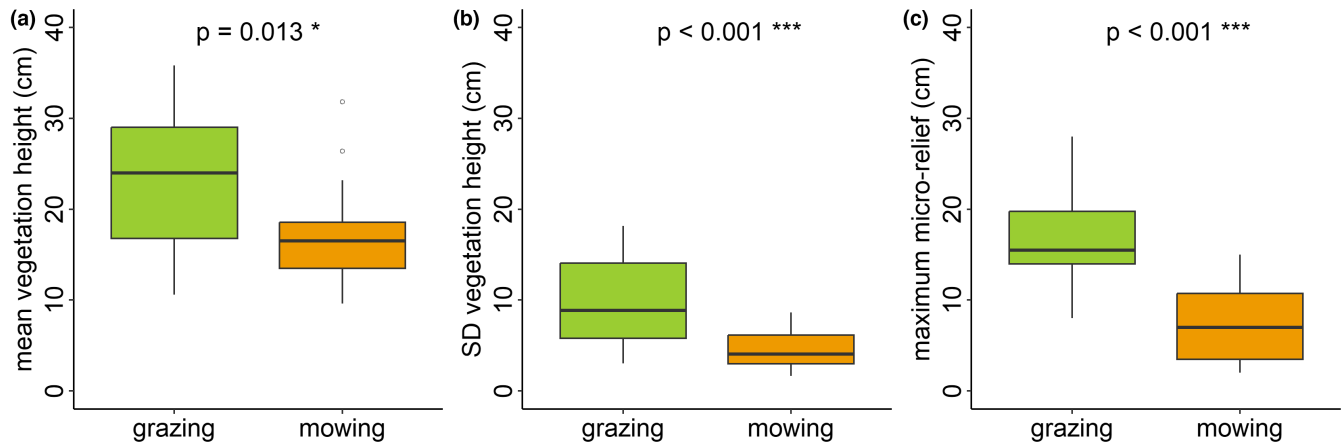 (a)
p = 0.013 *
mean vegetation height (cm)
40
30
20
10
0
grazing
mowing
(b)
p < 0.001 ***
SD vegetation height (cm)
40
30
20
10
0
grazing
mowing
(c)
p < 0.001 ***
maximum micro-relief (cm)
40
30
20
10
0
grazing
mowing